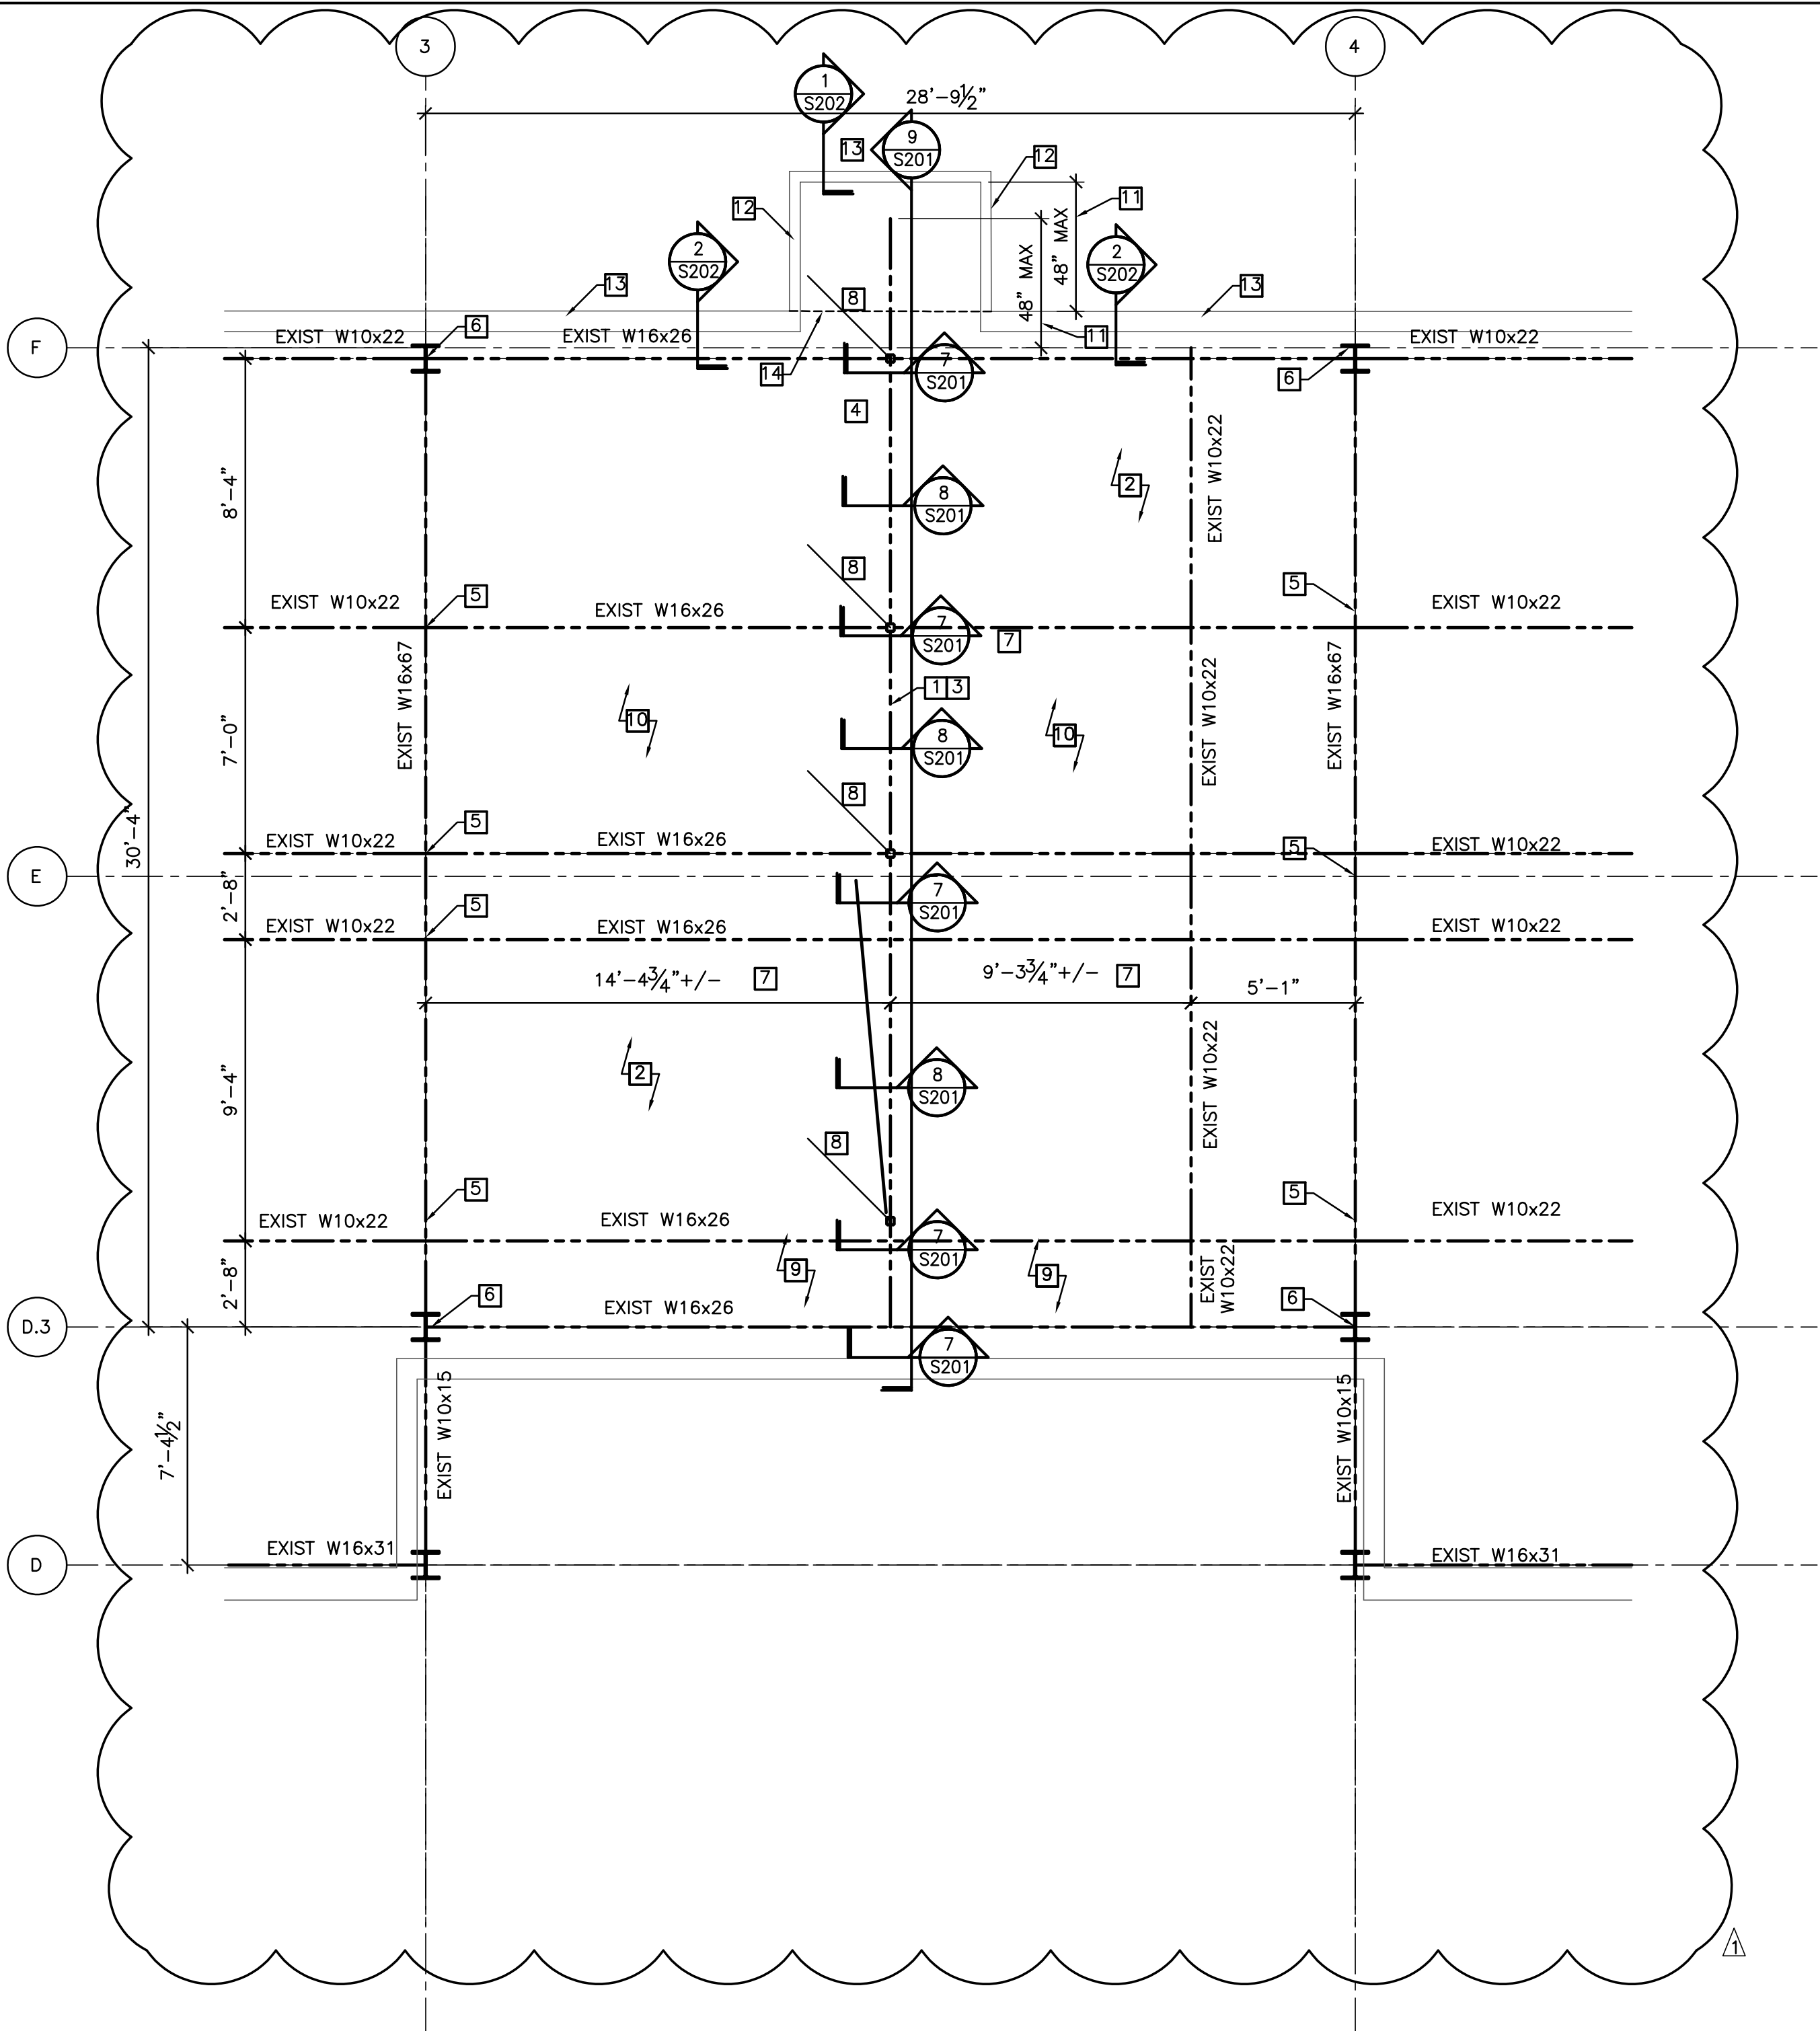 3
4
1
S202
28'-9½"
13
9
S201
12
12
11
2
S202
48" MAX
48" MAX
2
S202
13
8
13
F
EXIST W10x22
6
EXIST W16x26
11
EXIST W10x22
14
7
S201
6
4
8'-4"
8
S201
2
EXIST W10x22
8
EXIST W10x22
5
EXIST W16x26
7
S201
7
5
EXIST W10x22
EXIST W16x67
1 3
EXIST W10x22
EXIST W16x67
7'-0"
10
8
S201
10
8
30'-4"
EXIST W10x22
5
EXIST W16x26
5
EXIST W10x22
E
2'-8"
7
S201
EXIST W10x22
5
EXIST W16x26
EXIST W10x22
14'-4¾"+/-
7
9'-3¾"+/-
7
5'-1"
9'-4"
2
8
S201
EXIST W10x22
8
5
5
EXIST W10x22
EXIST W16x26
EXIST W10x22
7
S201
2'-8"
9
9
EXIST
W10x22
6
EXIST W16x26
6
D.3
7
S201
7'-4½"
EXIST W10x15
EXIST W10x15
D
EXIST W16x31
EXIST W16x31
1